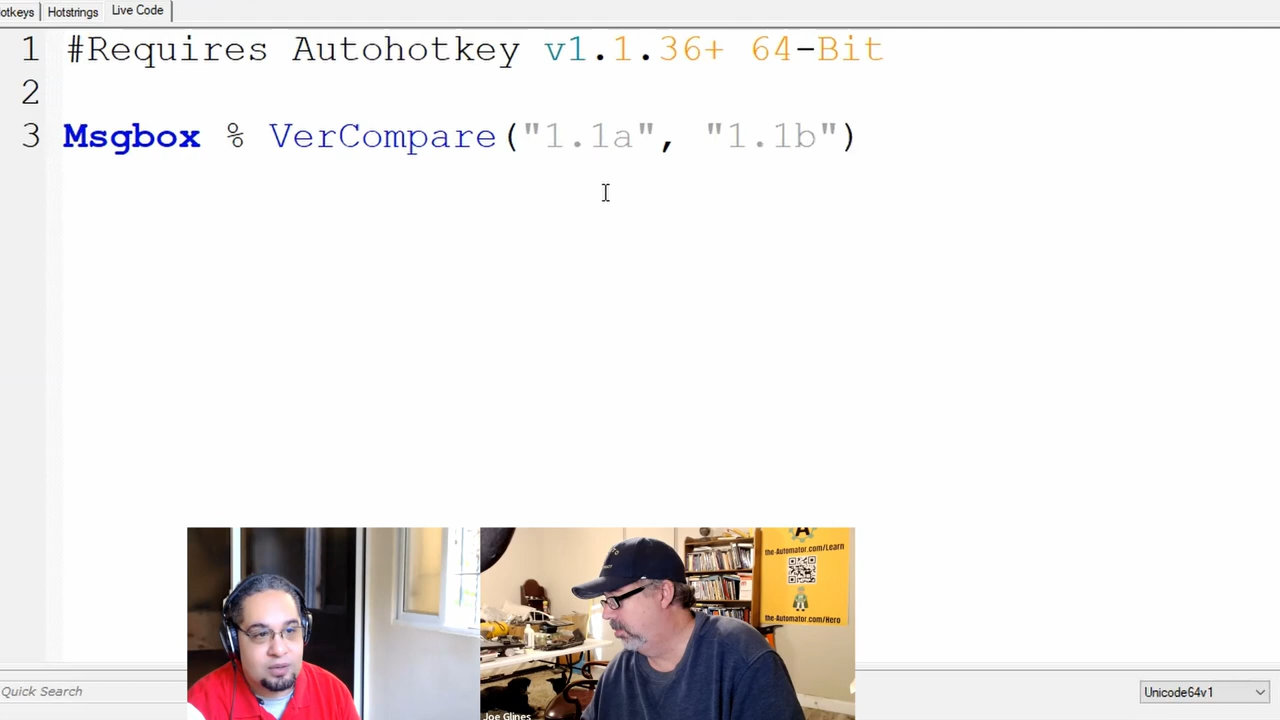 otkeys
Hotstrings
Live Code
1 #Requires Autohotkey v1.1.36+ 64-Bit
2
3 Msgbox % VerCompare("1.1a", "1.1b")
the-Automator.com/Learn
the-Automator.com/Hero
Joe Glines
Quick Search
Unicode64v1